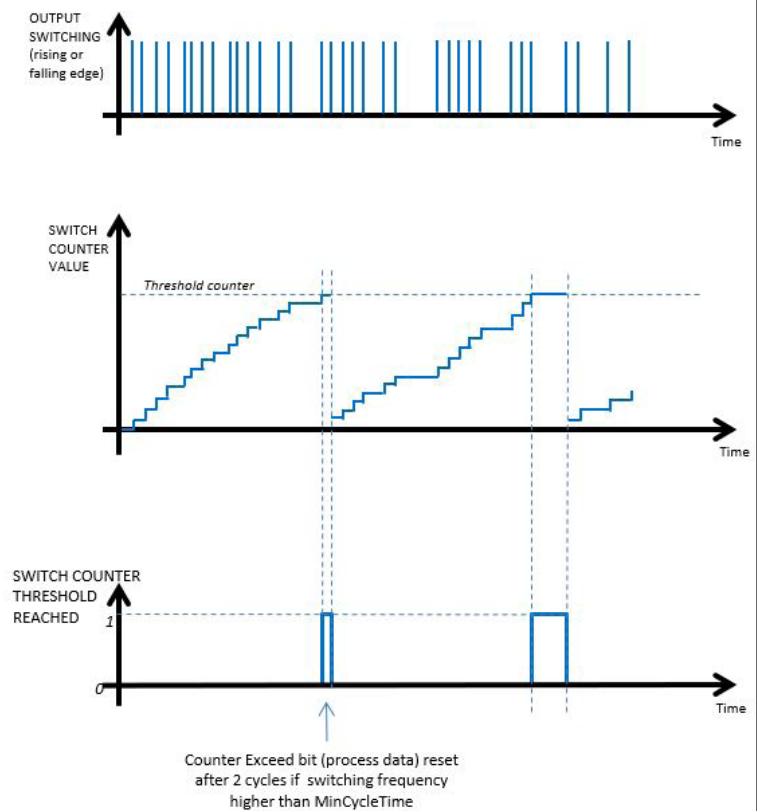 OUTPUT
SWITCHING
(rising or
falling edge)
Time
SWITCH
COUNTER
VALUE
Threshold counter
Time
SWITCH COUNTER
THRESHOLD
REACHED
1
0
Time
Counter Exceed bit (process data) reset
after 2 cycles if switching frequency
higher than MinCycleTime